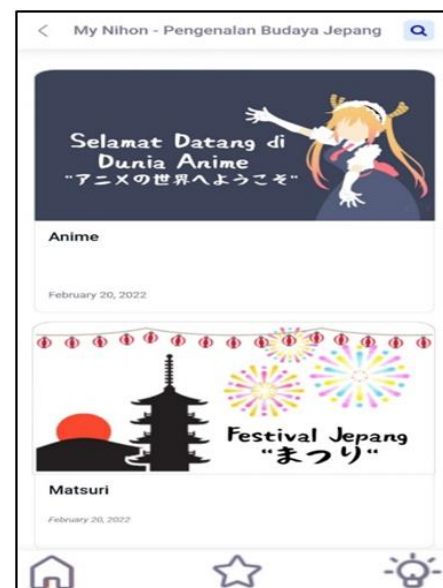 My Nihon - Pengenalan Budaya Jepang
Selamat Datang di
Dunia Anime
"アニメの世界へようこそ"
Anime
February 20, 2022
Festival Jepang
"まつり"
Matsuri
February 20, 2022